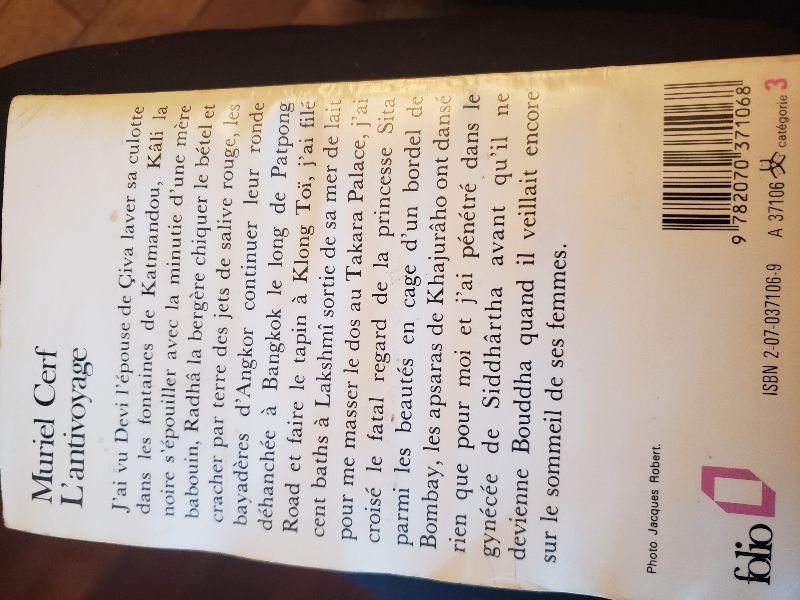 Muriel Cerf
L'antivoyage
J'ai vu Devi l'épouse de Çiva laver sa culotte
dans les fontaines de Katmandou, Kâli la
noire s'épouiller avec la minutie d'une mère
babouin, Radhâ la bergère chiquer le bétel et
cracher par terre des jets de salive rouge, les
bayadères d'Angkor continuer leur ronde
déhanchée à Bangkok le long de Patpong
Road et faire le tapin à Klong Toï, j'ai filé
cent baths à Lakshmî sortie de sa mer de lait
pour me masser le dos au Takara Palace, j'ai
croisé le fatal regard de la princesse Sita
parmi les beautés en cage d'un bordel de
Bombay, les apsaras de Khajurâho ont dansé
rien que pour moi et j'ai pénétré dans le
gynécée de Siddhârtha avant qu'il ne
devienne Bouddha quand il veillait encore
sur le sommeil de ses femmes.
Photo Jacques Robert.
folio
ISBN 2-07-037106-9
A 37106 catégorie 3
9 782070 371068